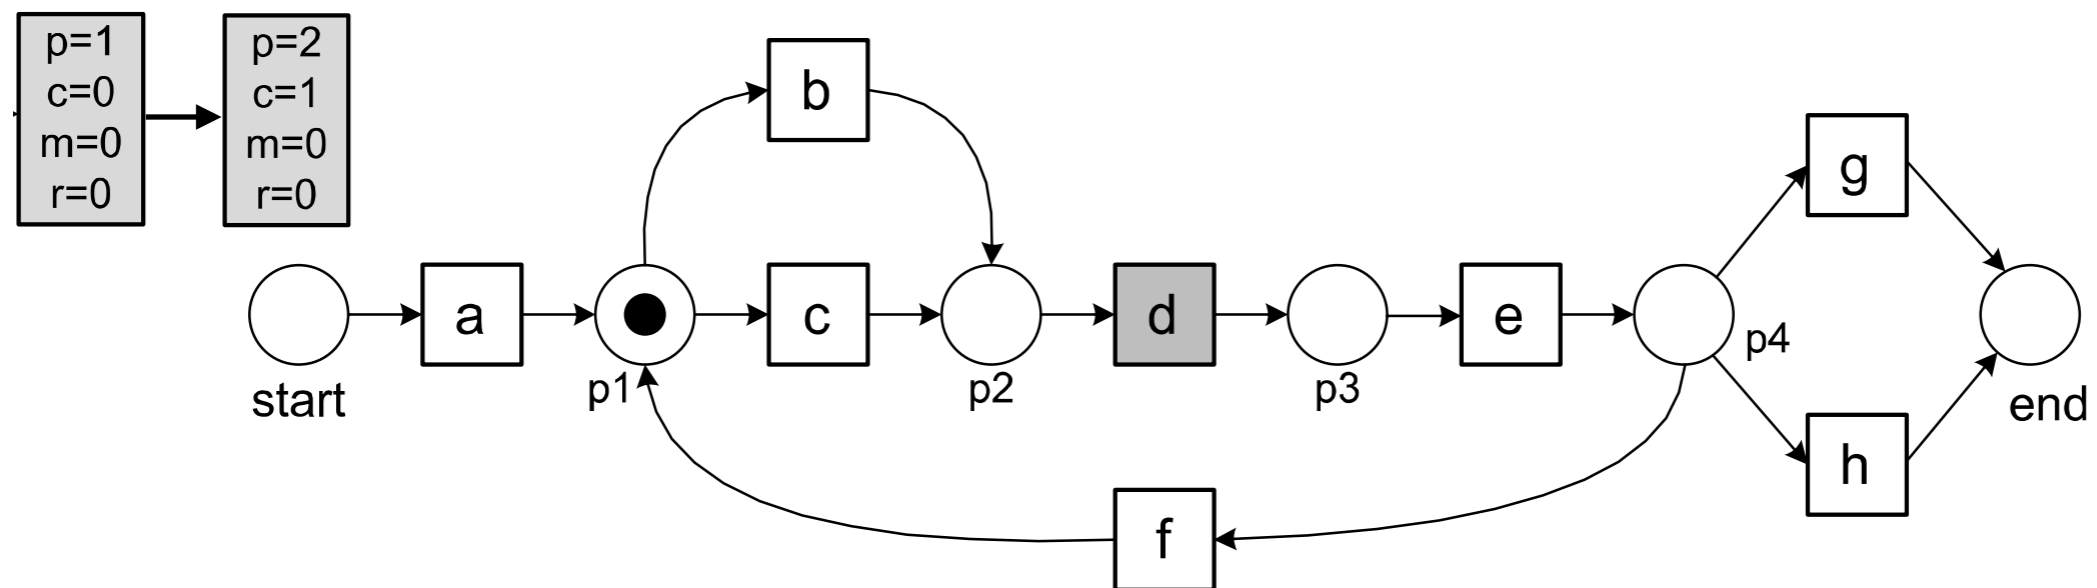 p=1
c=0
m=0
r=0
p=2
c=1
m=0
r=0
b
g
a
c
d
e
p4
start
p1
p2
p3
end
h
f